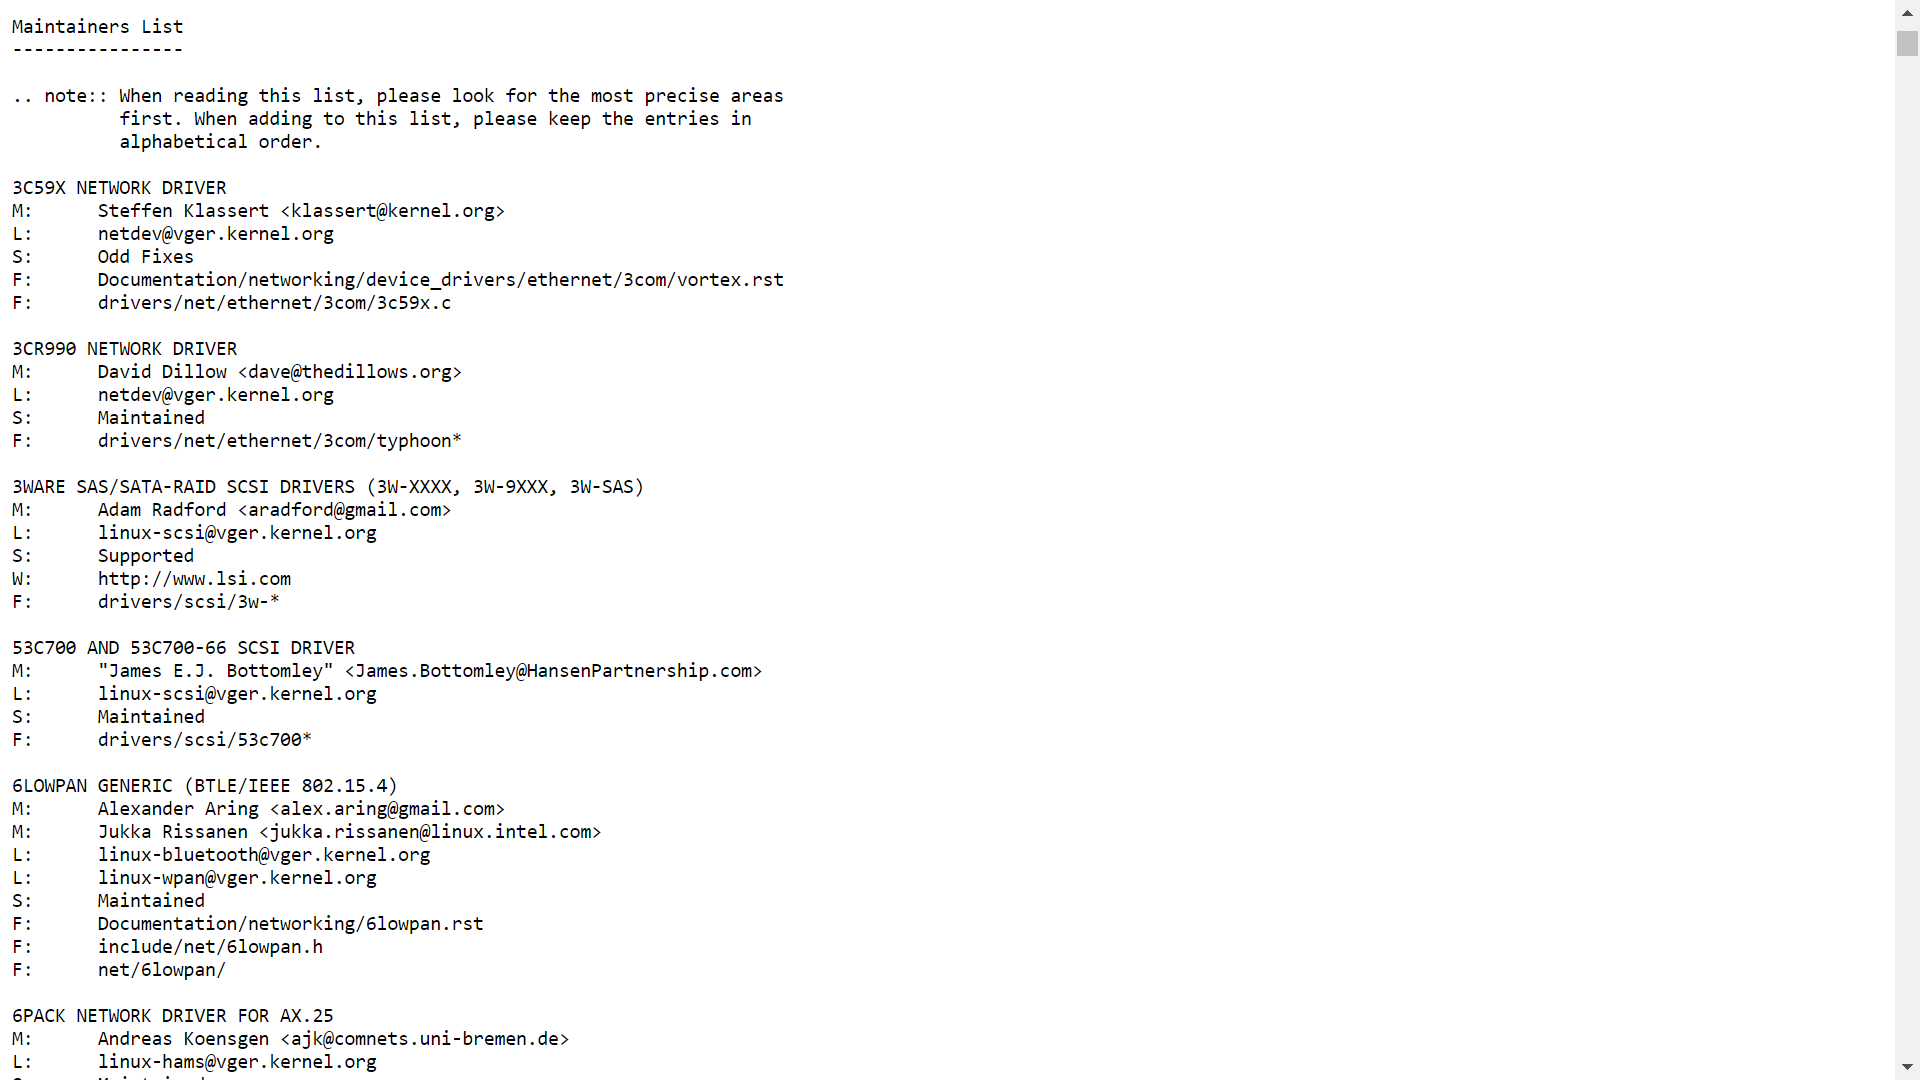 Maintainers List
----------------

.. note:: When reading this list, please look for the most precise areas
          first. When adding to this list, please keep the entries in
          alphabetical order.

3C59X NETWORK DRIVER
M:	Steffen Klassert <klassert@kernel.org>
L:	netdev@vger.kernel.org
S:	Odd Fixes
F:	Documentation/networking/device_drivers/ethernet/3com/vortex.rst
F:	drivers/net/ethernet/3com/3c59x.c

3CR990 NETWORK DRIVER
M:	David Dillow <dave@thedillows.org>
L:	netdev@vger.kernel.org
S:	Maintained
F:	drivers/net/ethernet/3com/typhoon*

3WARE SAS/SATA-RAID SCSI DRIVERS (3W-XXXX, 3W-9XXX, 3W-SAS)
M:	Adam Radford <aradford@gmail.com>
L:	linux-scsi@vger.kernel.org
S:	Supported
W:	http://www.lsi.com
F:	drivers/scsi/3w-*

53C700 AND 53C700-66 SCSI DRIVER
M:	"James E.J. Bottomley" <James.Bottomley@HansenPartnership.com>
L:	linux-scsi@vger.kernel.org
S:	Maintained
F:	drivers/scsi/53c700*

6LOWPAN GENERIC (BTLE/IEEE 802.15.4)
M:	Alexander Aring <alex.aring@gmail.com>
M:	Jukka Rissanen <jukka.rissanen@linux.intel.com>
L:	linux-bluetooth@vger.kernel.org
L:	linux-wpan@vger.kernel.org
S:	Maintained
F:	Documentation/networking/6lowpan.rst
F:	include/net/6lowpan.h
F:	net/6lowpan/

6PACK NETWORK DRIVER FOR AX.25
M:	Andreas Koensgen <ajk@comnets.uni-bremen.de>
L:	linux-hams@vger.kernel.org